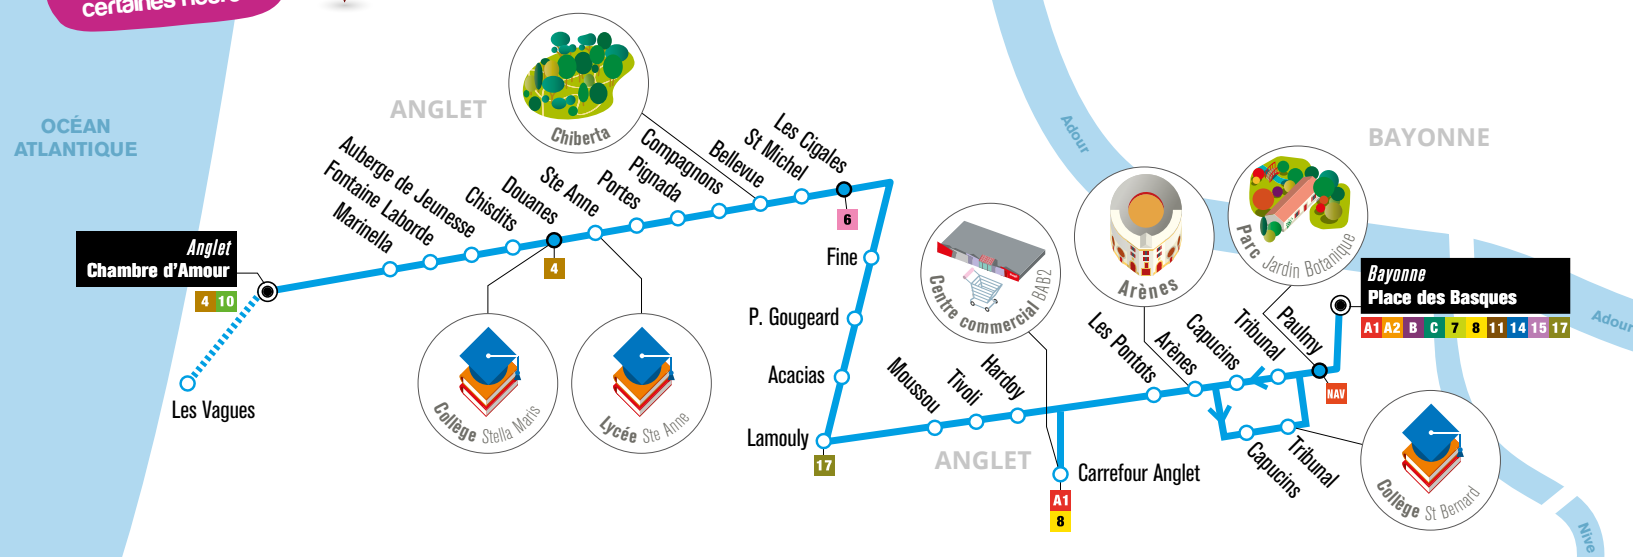 certaines
OCÉAN
ATLANTIQUE
ANGLET
Chiberta
Adour
BAYONNE
Anglet
Chambre d'Amour
4 10
Les Vagues
Marinella
Fontaine Laborde
Auberge de Jeunesse
Chisdits
Douanes
4
Ste Anne
Portes
Pignada
Compagnons
Bellevue
St Michel
Les Cigales
6
Collège Stella Maris
Lycée Ste Anne
Fine
P. Gougeard
Acacias
Lamouly
17
Moussou
Tivoli
Hardoy
ANGLET
Centre commercial BAB2
Carrefour Anglet
A1
8
Les Pontots
Arènes
Arènes
Capucins
Tribunal
Paulmy
NAV
Parc Jardin Botanique
Capucins
Tribunal
Collège St Bernard
Bayonne
Place des Basques
A1 A2 B C 7 8 11 14 15 17
Adour
Nive